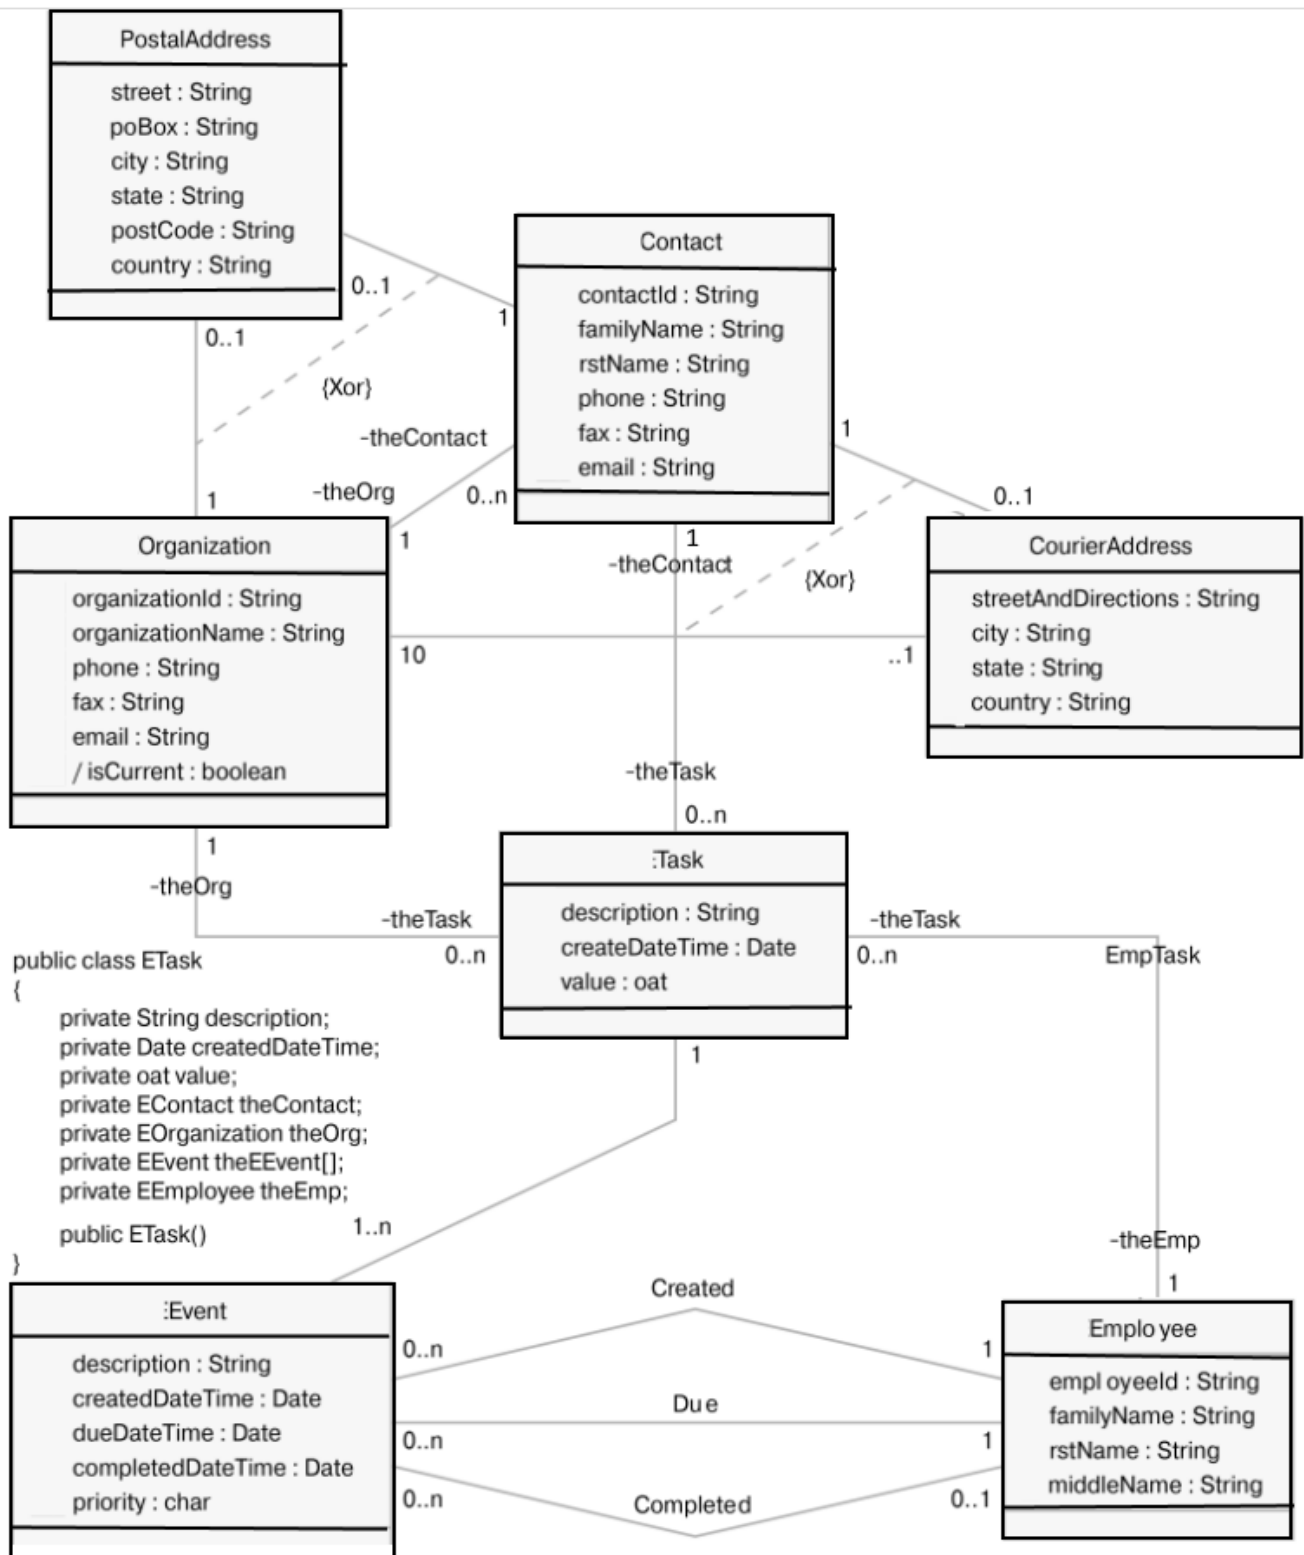 PostalAddress
street : String
poBox : String
city : String
state : String
postCode : String
country : String
0..1
0..1
{Xor}
Contact
contactId : String
familyName : String
rstName : String
phone : String
fax : String
email : String
1
1
-theContact
-theOrg
0..n
1
1
0..1
1
-theContact
{Xor}
Organization
organizationId : String
organizationName : String
phone : String
fax : String
email : String
/ isCurrent : boolean
10
..1
CourierAddress
streetAndDirections : String
city : String
state : String
country : String
-theTask
0..n
1
-theOrg
-theTask
0..n
:Task
description : String
createDateTime : Date
value : oat
-theTask
0..n
EmpTask
1
public class ETask
{
private String description;
private Date createdDateTime;
private oat value;
private EContact theContact;
private EOrganization theOrg;
private EEvent theEEvent[];
private EEmployee theEmp;
public ETask()
}
1..n
-theEmp
1
:Event
description : String
createdDateTime : Date
dueDateTime : Date
completedDateTime : Date
priority : char
Created
0..n
1
Due
0..n
1
Completed
0..n
0..1
Emplo yee
empl oyeeId : String
familyName : String
rstName : String
middleName : String